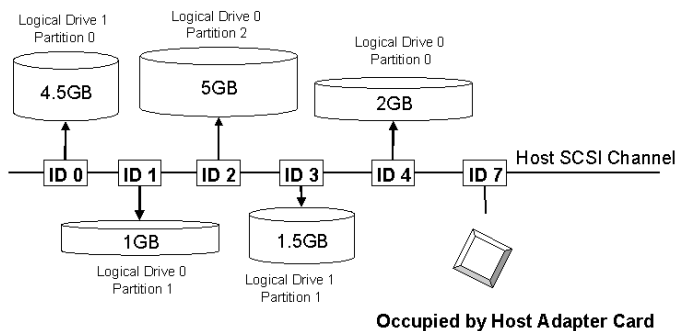 Logical Drive 1
Partition 0
4.5GB
Logical Drive 0
Partition 2
5GB
Logical Drive 0
Partition 0
2GB
Host SCSI Channel
ID 0
ID 1
ID 2
ID 3
ID 4
ID 7
1GB
Logical Drive 0
Partition 1
1.5GB
Logical Drive 1
Partition 1
Occupied by Host Adapter Card